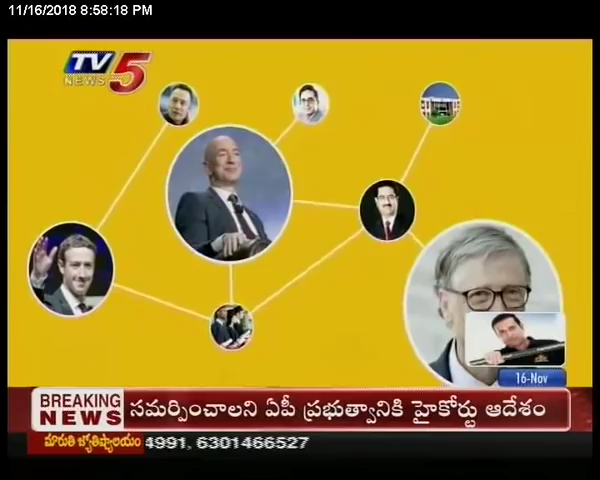 11/16/2018 8:58:18 PM
TV5
NEWS
16-Nov
BREAKING
NEWS
సమర్పించాలని ఏపీ ప్రభుత్వానికి హైకోర్టు ఆదేశం
మారుతి జ్యోతిష్యాలయం 4991, 6301466527